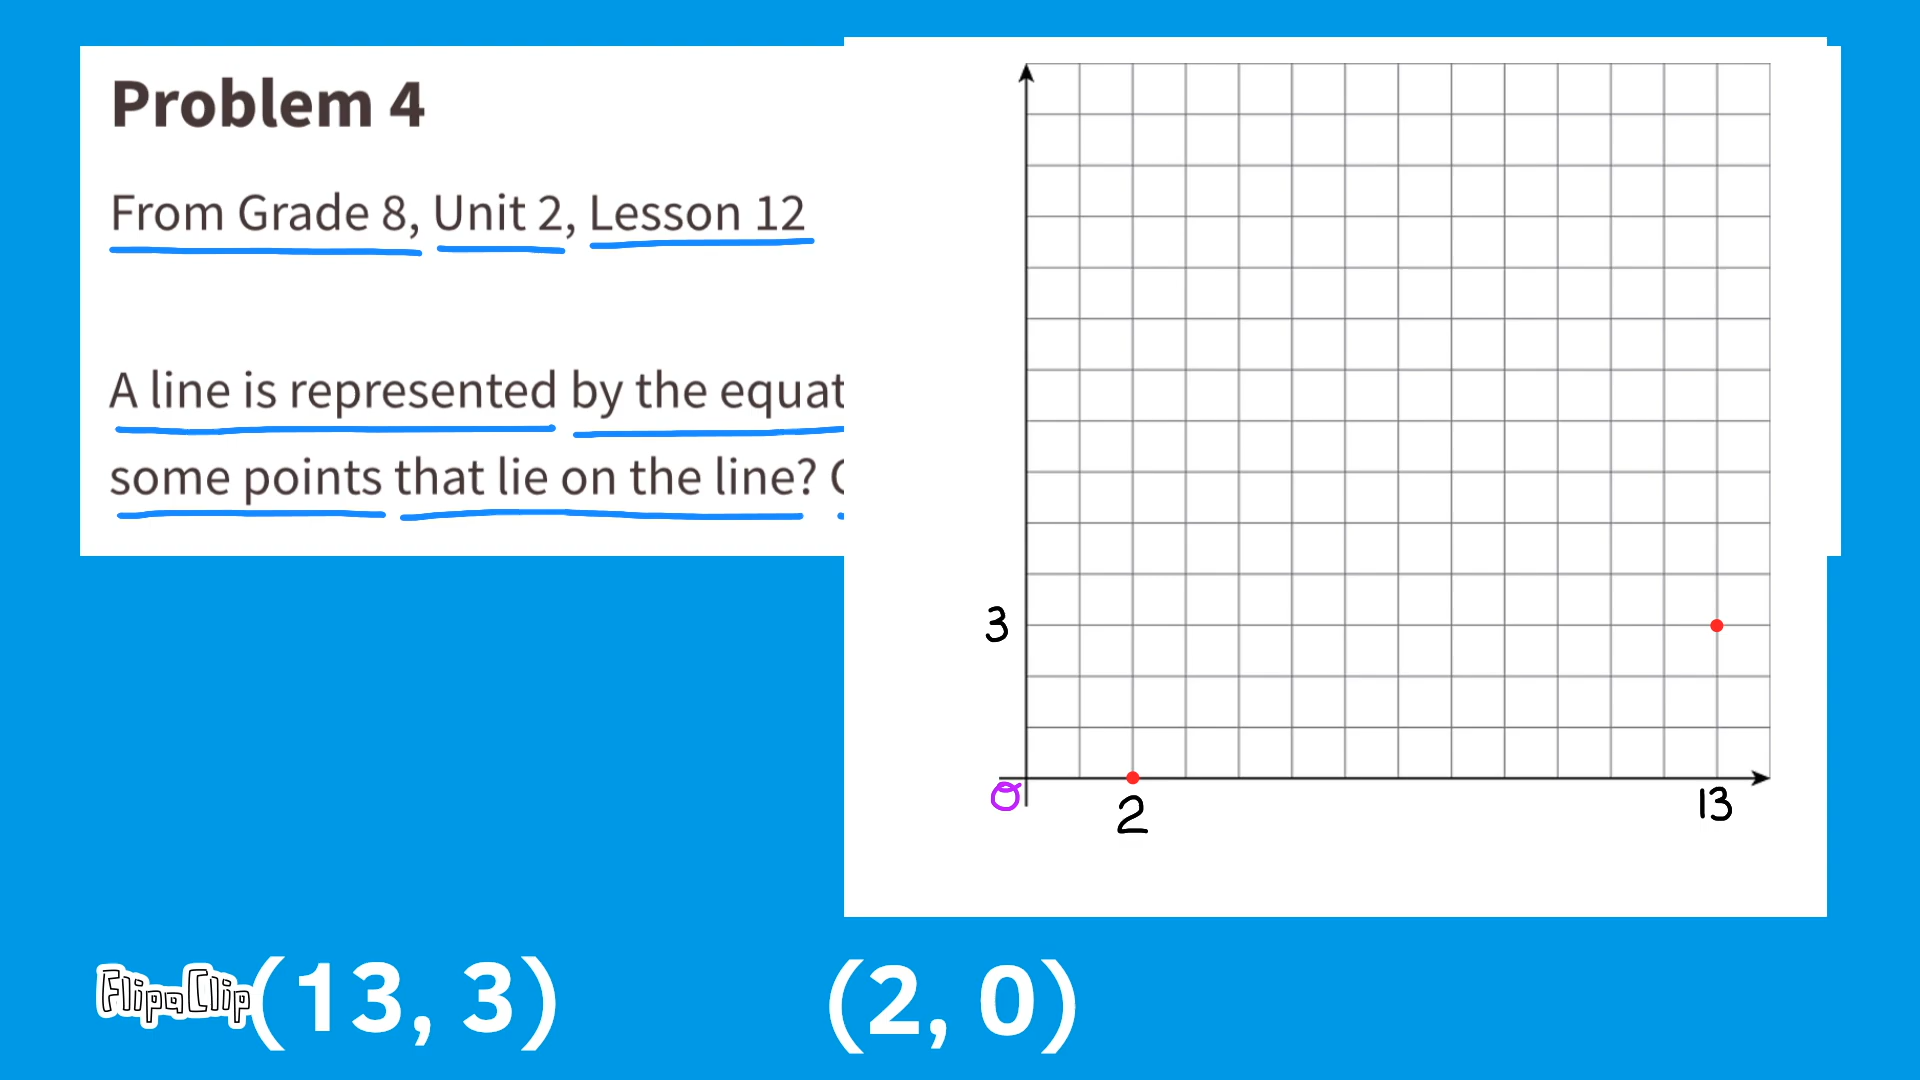 Problem 4
From Grade 8, Unit 2, Lesson 12
A line is represented by the equat
some points that lie on the line?
3
0
2
13
FlipaClip
(13, 3)
(2, 0)